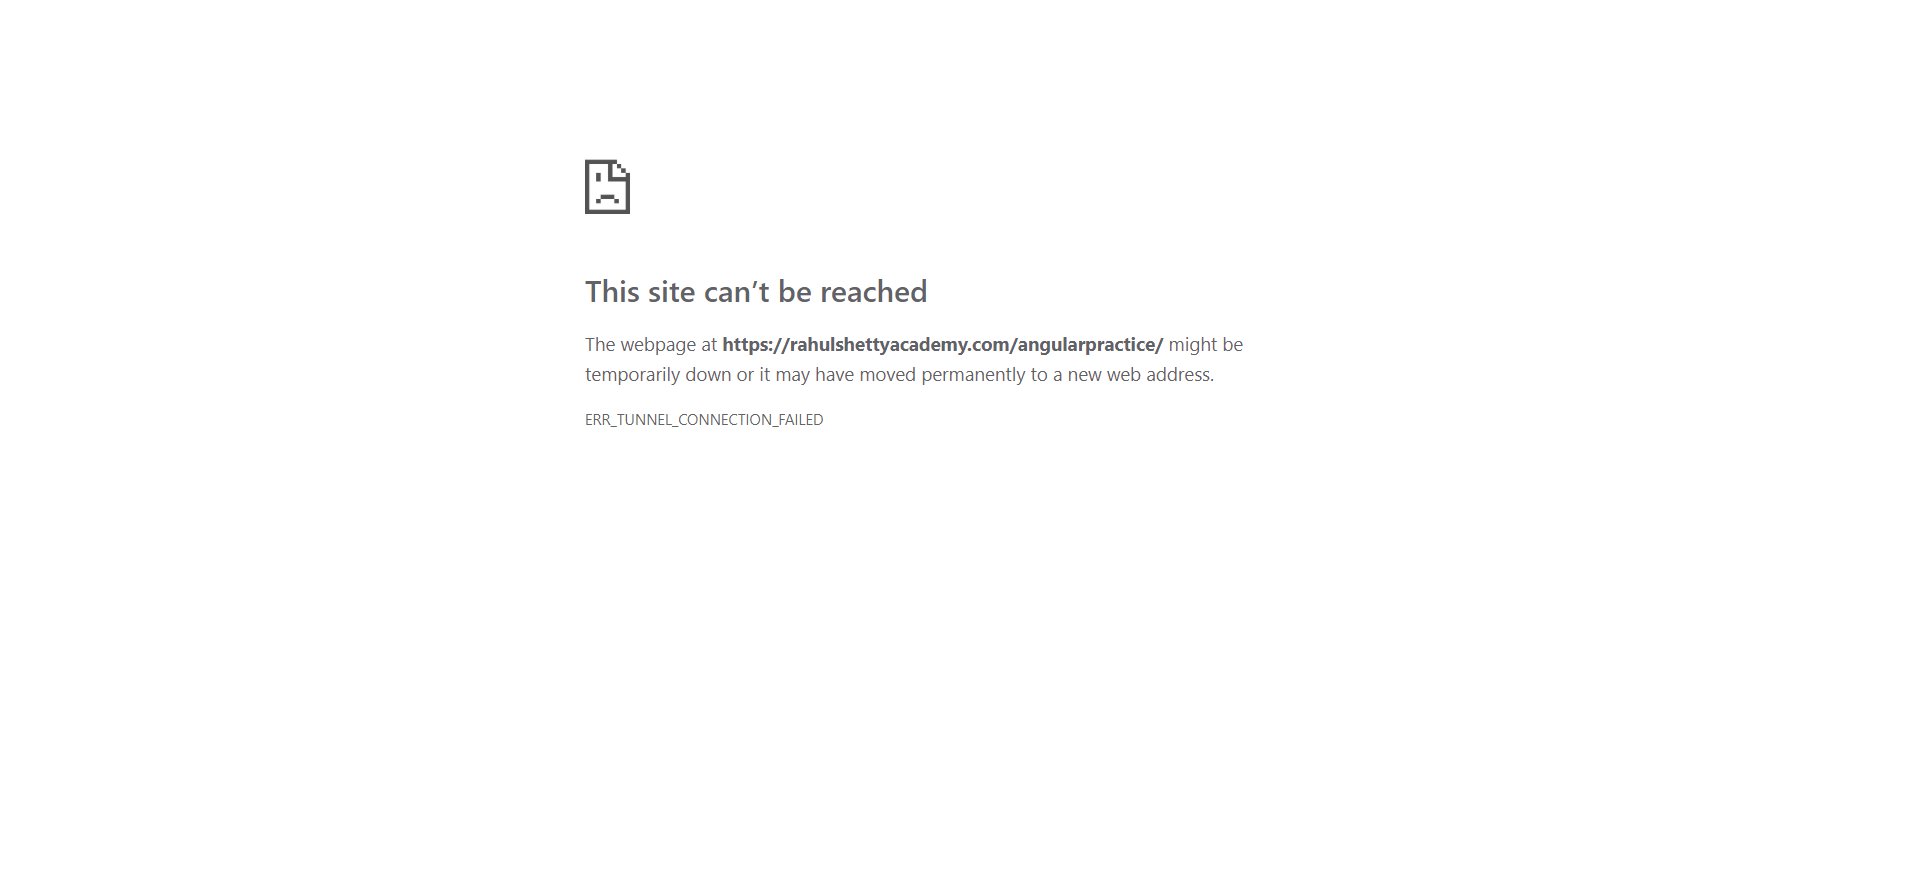 This site can’t be reached
The webpage at https://rahulshettyacademy.com/angularpractice/ might be
temporarily down or it may have moved permanently to a new web address.
ERR_TUNNEL_CONNECTION_FAILED